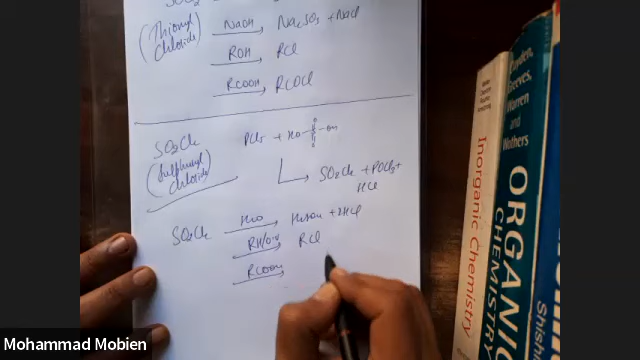 (Thionyl
Chloride)
NaOH → Na₂SO₃ + NaCl
ROH → RCl
RCOOH → RCOCl
SO₂Cl₂
(Sulphuryl
Chloride)
PCl₅ + HO-S-OH
O
O
→ SO₂Cl₂ + POCl₃ +
HCl
SO₂Cl₂ H₂O → H₂SO₄ + 2HCl
RH/O-H → RCl
RCOOH →
Inorganic Chemistry
Clayden,
Greeves,
Warren
and
Wothers
ORGANIC
CHEMISTRY
Mohammad Mobien